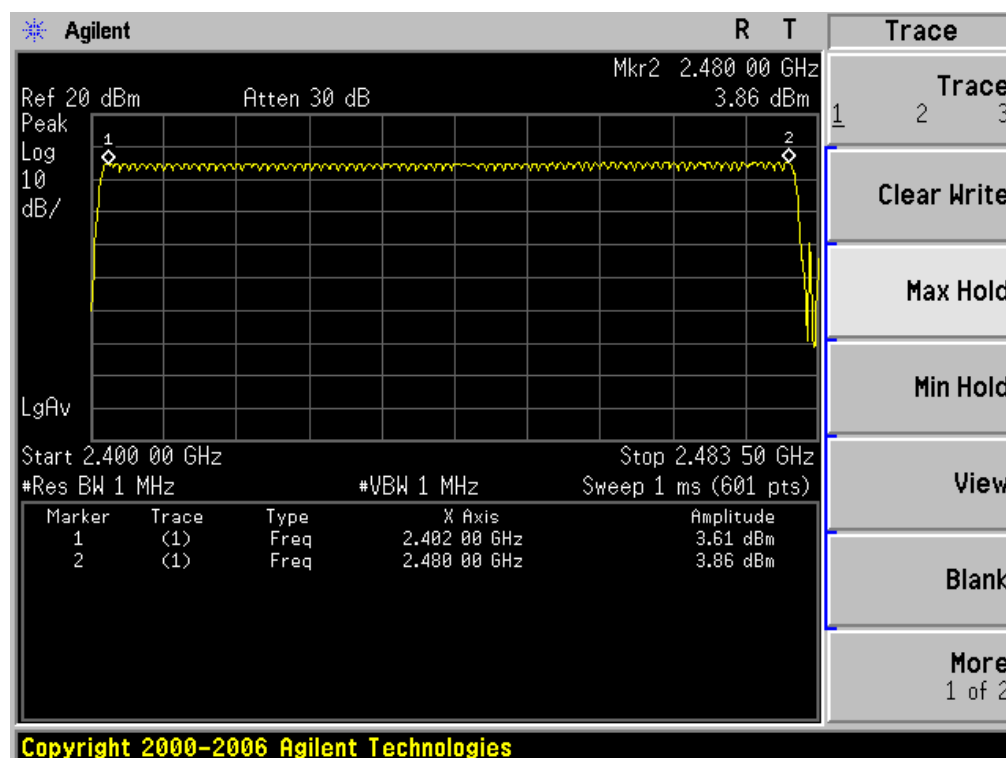 Agilent R T
Mkr2 2.480 00 GHz
Ref 20 dBm Atten 30 dB 3.86 dBm
Peak
Log
10
dB/
1
2
LgAv
Start 2.400 00 GHz Stop 2.483 50 GHz
#Res BW 1 MHz #VBW 1 MHz Sweep 1 ms (601 pts)
Marker Trace Type X Axis Amplitude
1 (1) Freq 2.402 00 GHz 3.61 dBm
2 (1) Freq 2.480 00 GHz 3.86 dBm
Copyright 2000-2006 Agilent Technologies
Trace
Trace
1 2 3
Clear Write
Max Hold
Min Hold
View
Blank
More
1 of 2